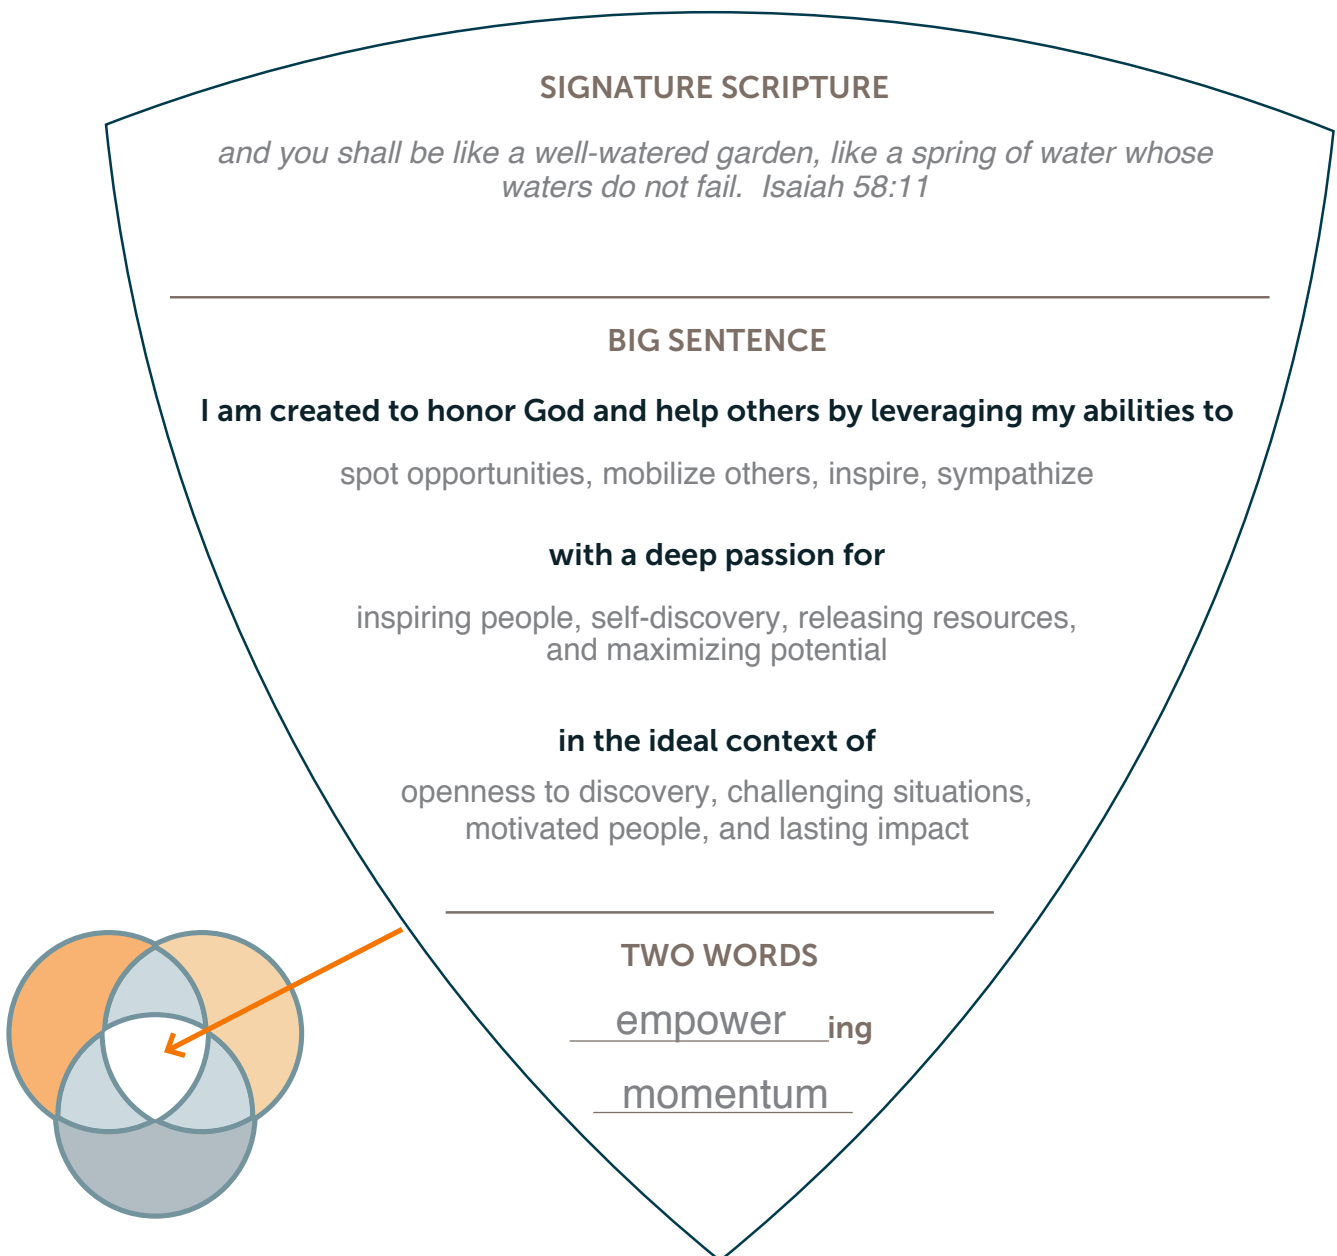 SIGNATURE SCRIPTURE
and you shall be like a well-watered garden, like a spring of water whose
waters do not fail.  Isaiah 58:11
BIG SENTENCE
I am created to honor God and help others by leveraging my abilities to
spot opportunities, mobilize others, inspire, sympathize
with a deep passion for
inspiring people, self-discovery, releasing resources,
and maximizing potential
in the ideal context of
openness to discovery, challenging situations,
motivated people, and lasting impact
TWO WORDS
empower ing
momentum